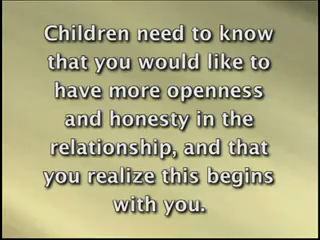 Children need to know
that you would like to
have more openness
and honesty in the
relationship, and that
you realize this begins
with you.